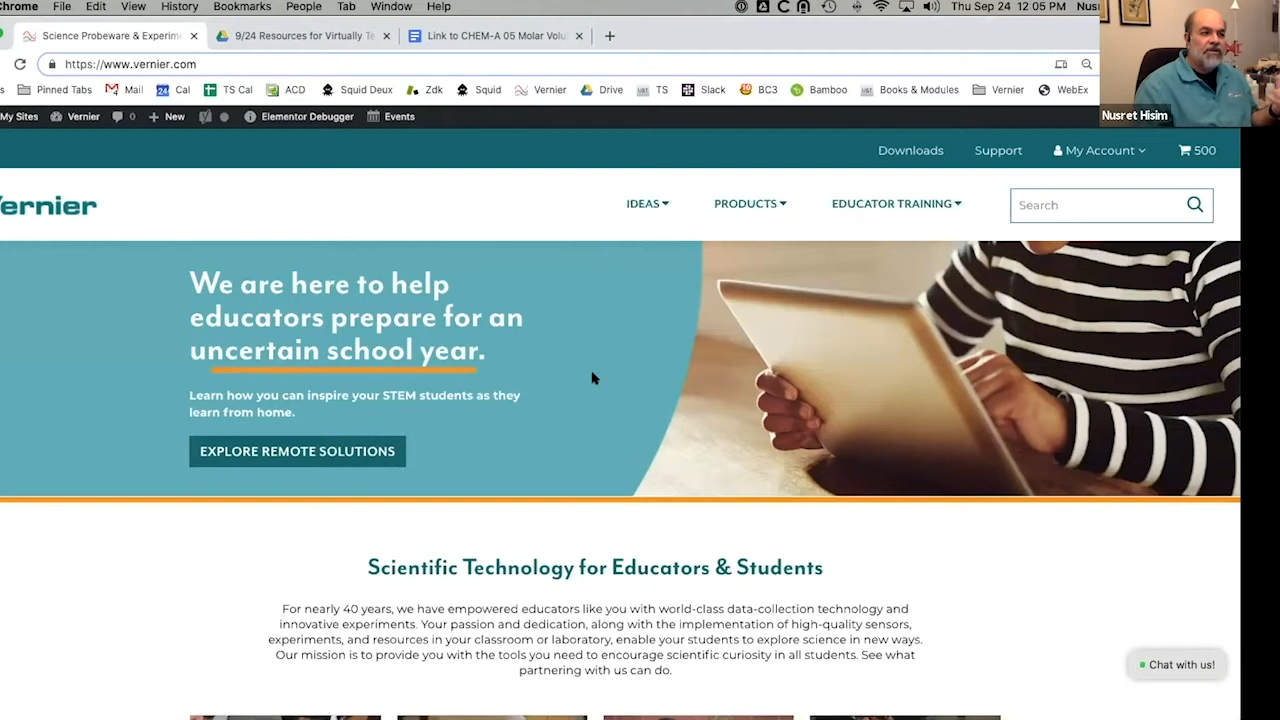 Chrome File Edit View History Bookmarks People Tab Window Help Thu Sep 24 12:05 PM Nus
Science Probeware & Experim 9/24 Resources for Virtually Te Link to CHEM-A 05 Molar Volu
https://www.vernier.com
s Pinned Tabs Mail 24 Cal TS Cal ACD Squid Deux Zdk Squid Vernier Drive TS Slack BC3 Bamboo Books & Modules Vernier WebEx
Nusret Hisim
My Sites Vernier 0 New Elementor Debugger Events
Downloads Support My Account 500
ernier IDEAS PRODUCTS EDUCATOR TRAINING Search
We are here to help
educators prepare for an
uncertain school year.
Learn how you can inspire your STEM students as they
learn from home.
EXPLORE REMOTE SOLUTIONS
Scientific Technology for Educators & Students
For nearly 40 years, we have empowered educators like you with world-class data-collection technology and
innovative experiments. Your passion and dedication, along with the implementation of high-quality sensors,
experiments, and resources in your classroom or laboratory, enable your students to explore science in new ways.
Our mission is to provide you with the tools you need to encourage scientific curiosity in all students. See what
partnering with us can do.
Chat with us!